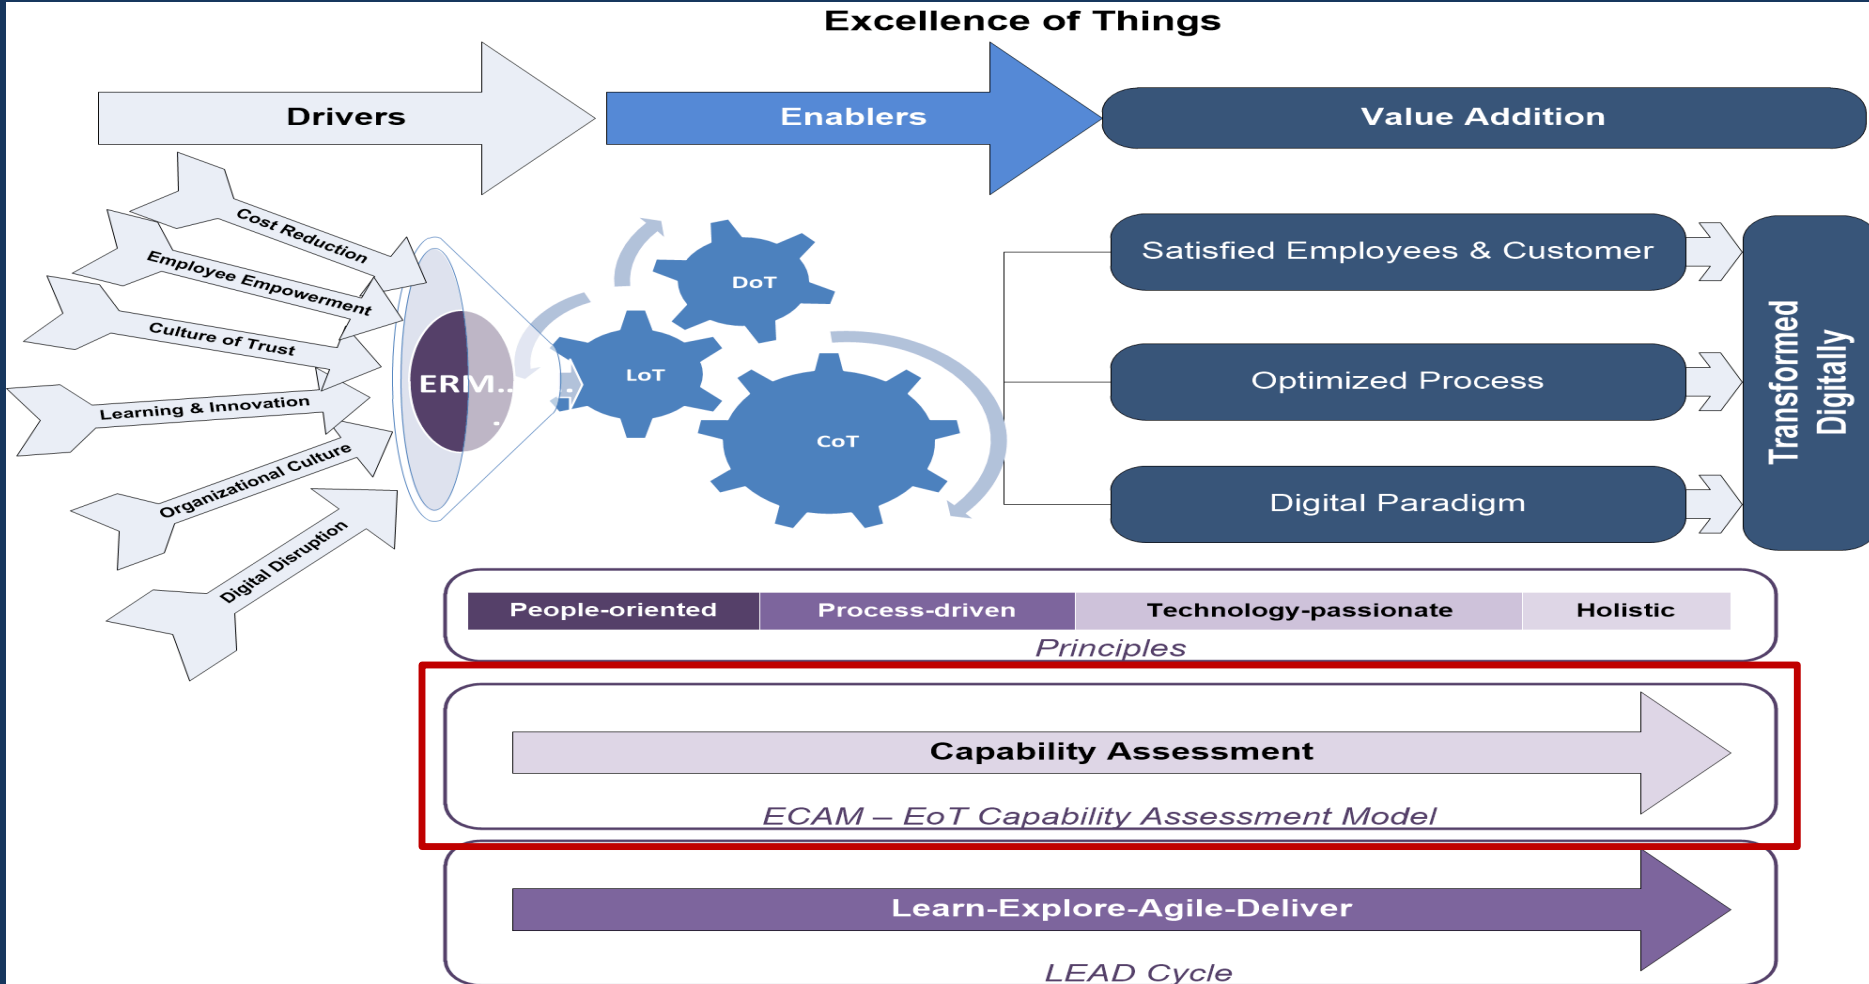 Excellence of Things
Drivers
Enablers
Value Addition
Cost Reduction
Employee Empowerment
Culture of Trust
Learning & Innovation
Organizational Culture
Digital Disruption
ERM...
.
DoT
LoT
CoT
Satisfied Employees & Customer
Optimized Process
Digital Paradigm
Transformed
Digitally
People-oriented
Process-driven
Technology-passionate
Holistic
Principles
Capability Assessment
ECAM – EoT Capability Assessment Model
Learn-Explore-Agile-Deliver
LEAD Cycle